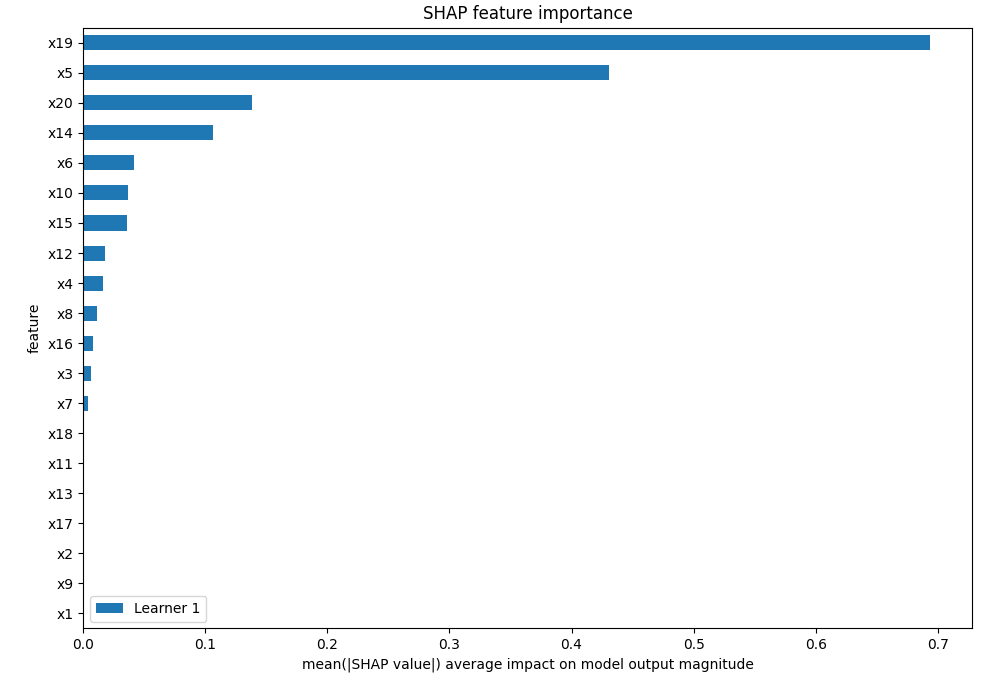 SHAP feature importance
x19
x5
x20
x14
x6
x10
x15
x12
x4
x8
x16
x3
x7
x18
x11
x13
x17
x2
x9
x1
feature
Learner 1
0.0 0.1 0.2 0.3 0.4 0.5 0.6 0.7
mean(|SHAP value|) average impact on model output magnitude